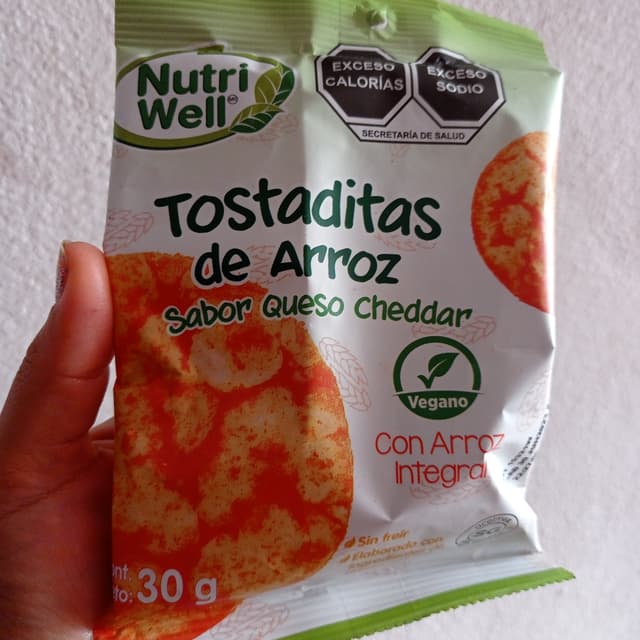 Nutri
Well
EXCESO
CALORÍAS
EXCESO
SODIO
SECRETARÍA DE SALUD
Tostaditas
de Arroz
Sabor Queso Cheddar
Vegano
Con Arroz
Integral
Sin freír
Elaborado con
30 g